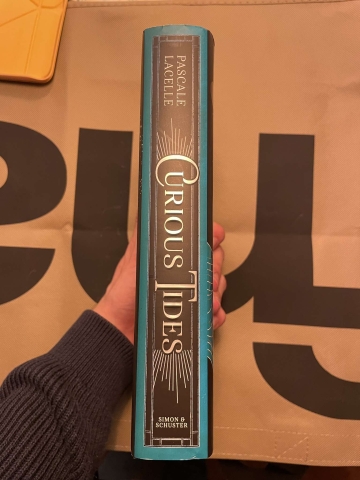 PASCALE
LACELLE
CURIOUS TIDES
SIMON &
SCHUSTER